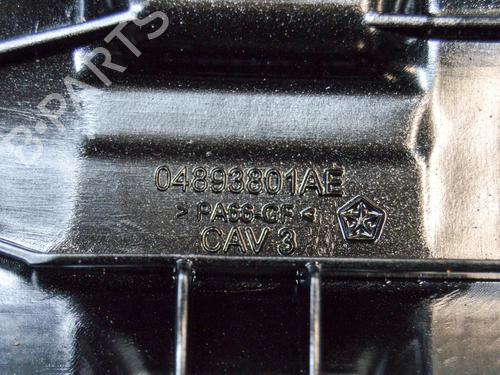 B-PARTS
04893801AE
> PA66-GF <
CAV 3